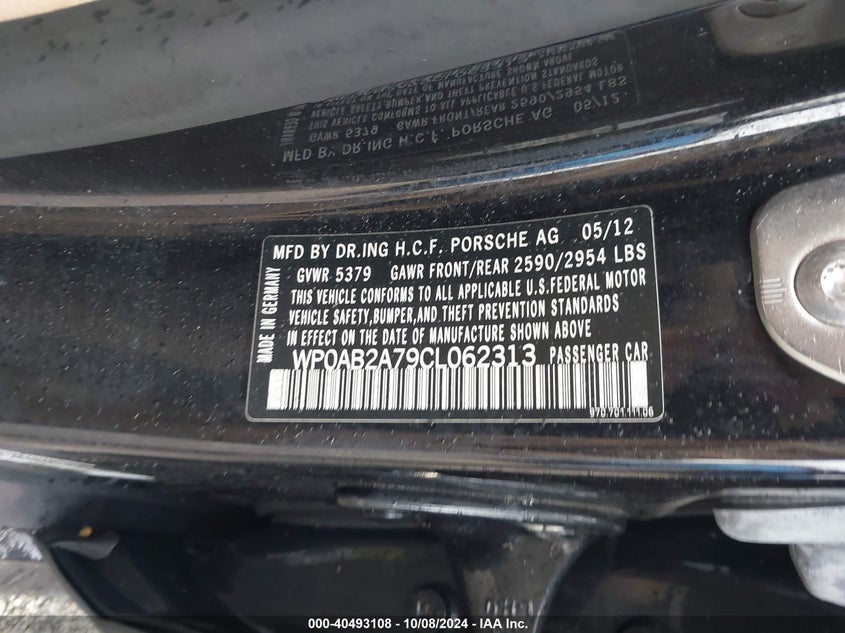 MFD BY DR.ING H.C.F. PORSCHE AG 05/12
GVWR 5379 GAWR FRONT/REAR 2590/2954 LBS
THIS VEHICLE CONFORMS TO ALL APPLICABLE U.S.FEDERAL MOTOR
VEHICLE SAFETY,BUMPER,AND THEFT PREVENTION STANDARDS
IN EFFECT ON THE DATE OF MANUFACTURE SHOWN ABOVE
WP0AB2A79CL062313 PASSENGER CAR
MADE IN GERMANY
970.701.111.06
000-40493108 - 10/08/2024 - IAA Inc.